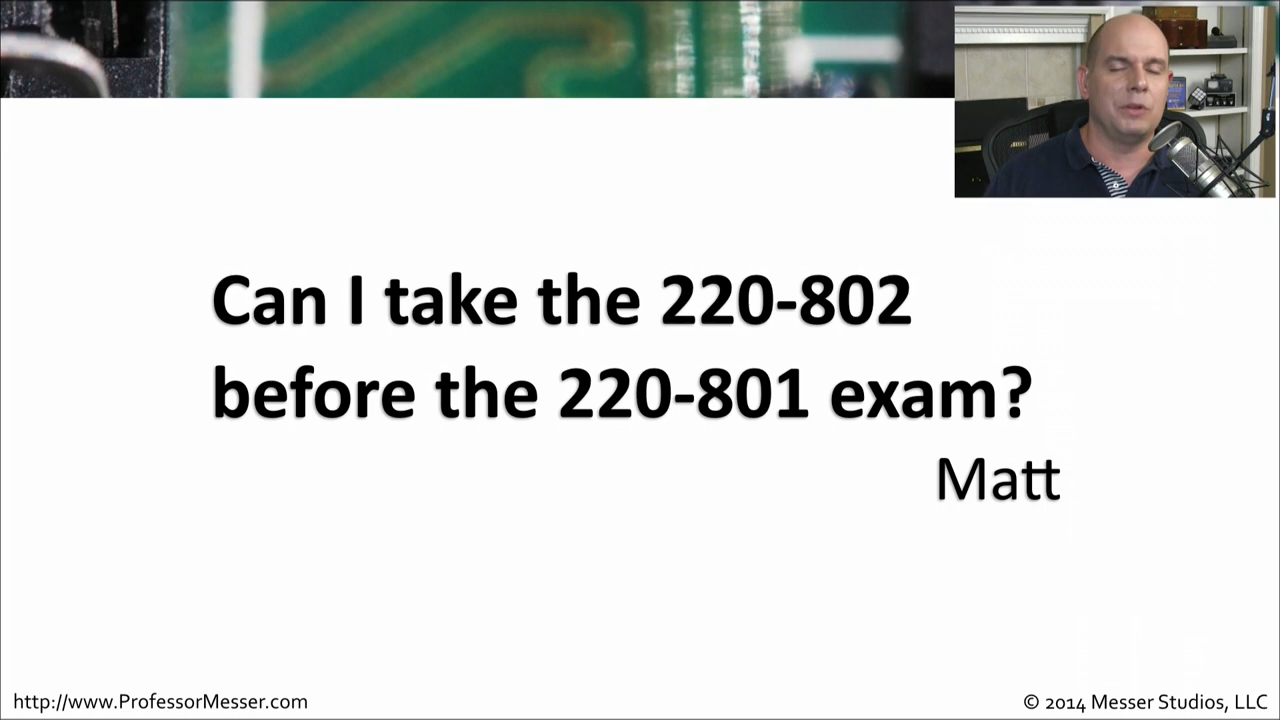 Can I take the 220-802
before the 220-801 exam?
Matt
http://www.ProfessorMesser.com
© 2014 Messer Studios, LLC